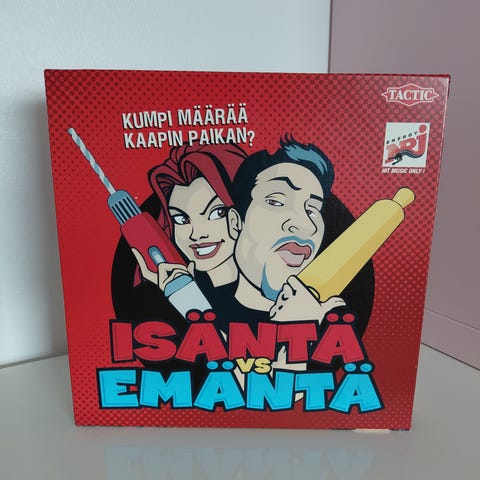 KUMPI MÄÄRÄÄ
KAAPIN PAIKAN?
TACTIC
ENERGY
NRJ
HIT MUSIC ONLY!
ISÄNTÄ
VS
EMÄNTÄ